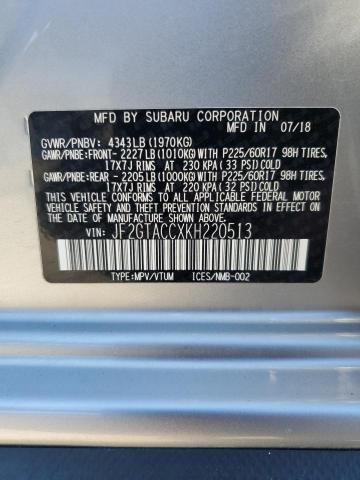 MFD BY SUBARU CORPORATION
MFD IN 07/18
GVWR/PNBV: 4343LB (1970KG)
GAWR/PNBE:FRONT- 2227LB(1010KG)WITH P225/60R17 98H TIRES,
17X7J RIMS AT 230 KPA (33 PSI)COLD
GAWR/PNBE:REAR - 2205LB(1000KG)WITH P225/60R17 98H TIRES,
17X7J RIMS AT 220 KPA (32 PSI)COLD
THIS VEHICLE CONFORMS TO ALL APPLICABLE FEDERAL MOTOR
VEHICLE SAFETY, BUMPER, AND THEFT PREVENTION STANDARDS IN
EFFECT ON THE DATE OF MANUFACTURE SHOWN ABOVE.
VIN: JF2GTACCXKH220513
TYPE:MPV/VTUM ICES/NMB-002